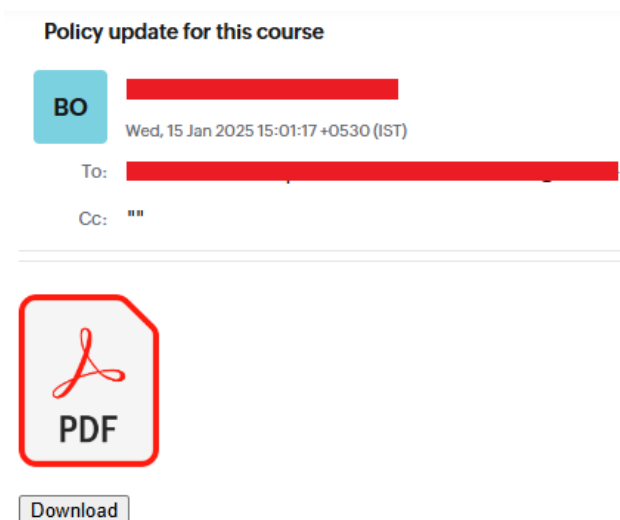 Policy update for this course
BO
Wed, 15 Jan 2025 15:01:17 +0530 (IST)
To:
Cc: ""
PDF
Download